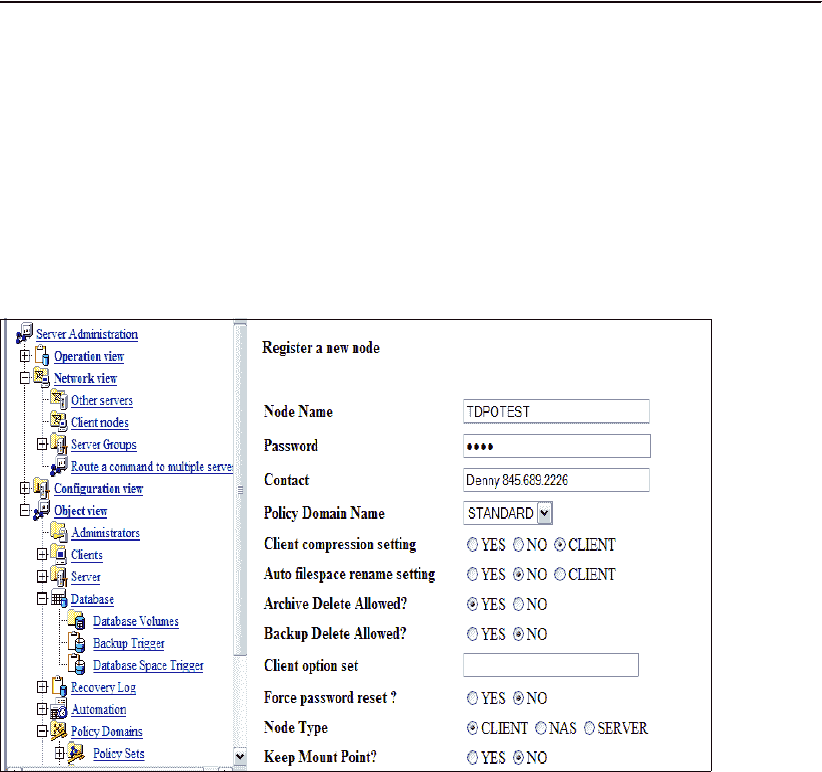 Server Administration
Operation view
Network view
Other servers
Client nodes
Server Groups
Route a command to multiple serve
Configuration view
Object view
Administrators
Clients
Server
Database
Database Volumes
Backup Trigger
Database Space Trigger
Recovery Log
Automation
Policy Domains
Policy Sets
Register a new node
Node Name TDPOTEST
Password ●●●●
Contact Denny 845.689.2226
Policy Domain Name STANDARD
Client compression setting YES NO CLIENT
Auto filespace rename setting YES NO CLIENT
Archive Delete Allowed? YES NO
Backup Delete Allowed? YES NO
Client option set
Force password reset ? YES NO
Node Type CLIENT NAS SERVER
Keep Mount Point? YES NO